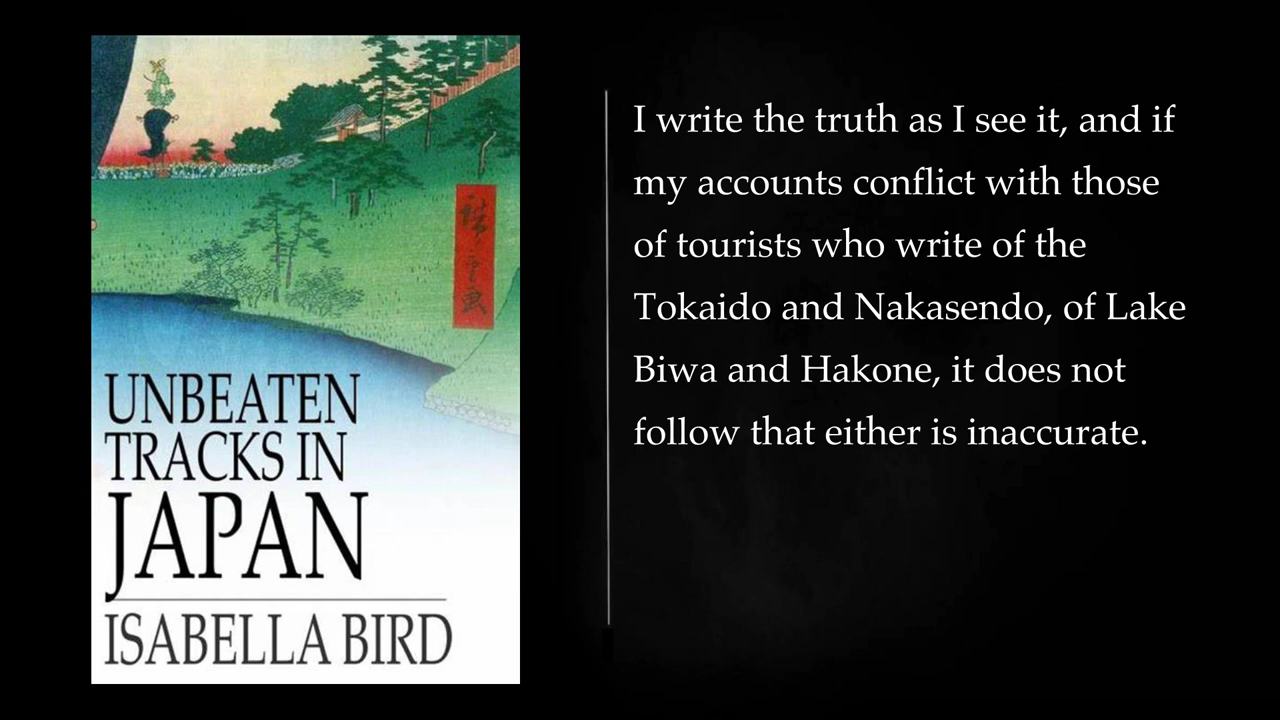 UNBEATEN
TRACKS IN
JAPAN
ISABELLA BIRD
I write the truth as I see it, and if
my accounts conflict with those
of tourists who write of the
Tokaido and Nakasendo, of Lake
Biwa and Hakone, it does not
follow that either is inaccurate.